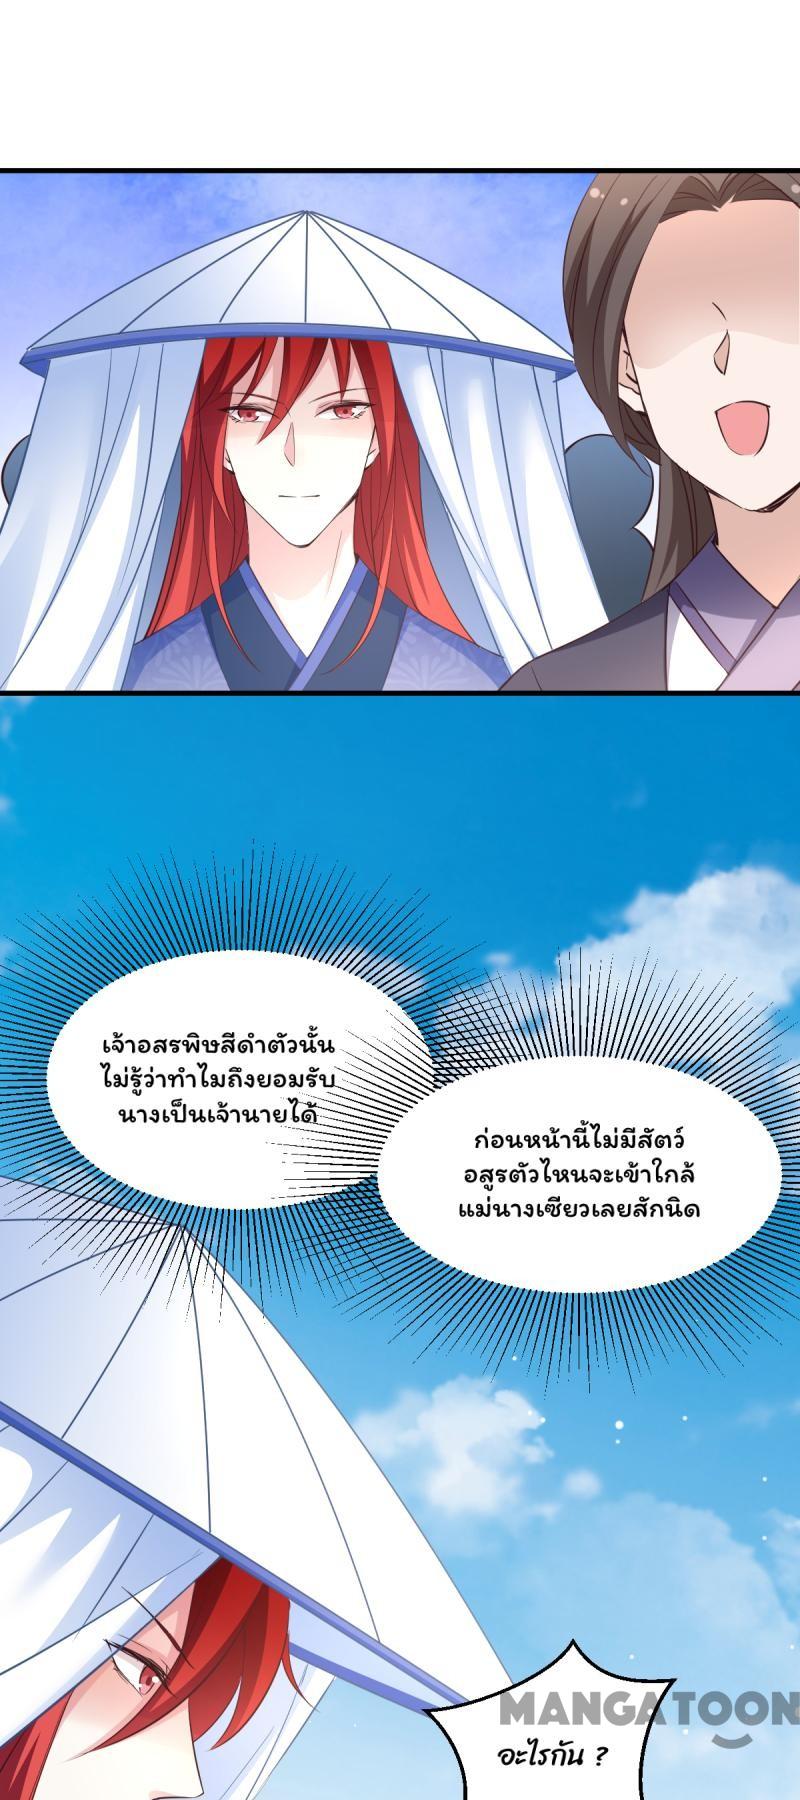 เจ้าอสรพิษสีดำตัวนั้น
ไม่รู้ว่าทำไมถึงยอมรับ
นางเป็นเจ้านายได้
ก่อนหน้านี้ไม่มีสัตว์
อสูรตัวไหนจะเข้าใกล้
แม่นางเซียวเลยสักนิด
MANGATOON
อะไรกัน ?